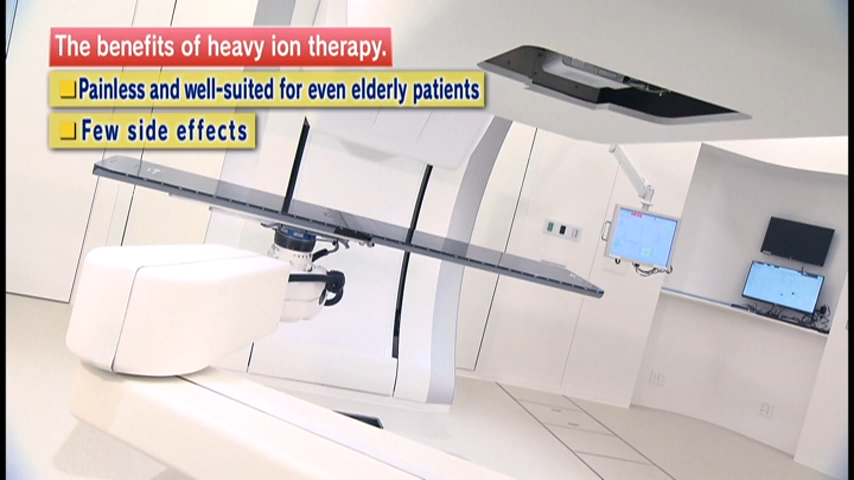 The benefits of heavy ion therapy.
Painless and well-suited for even elderly patients
Few side effects